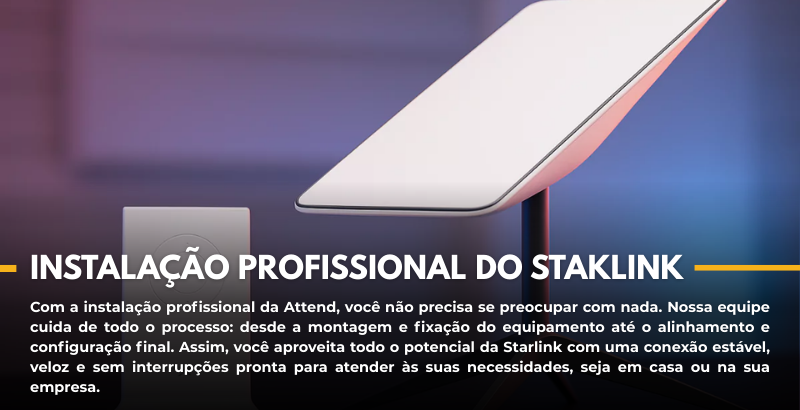 INSTALAÇÃO PROFISSIONAL DO STAKLINK
Com a instalação profissional da Attend, você não precisa se preocupar com nada. Nossa equipe
cuida de todo o processo: desde a montagem e fixação do equipamento até o alinhamento e
configuração final. Assim, você aproveita todo o potencial da Starlink com uma conexão estável,
veloz e sem interrupções pronta para atender às suas necessidades, seja em casa ou na sua
empresa.